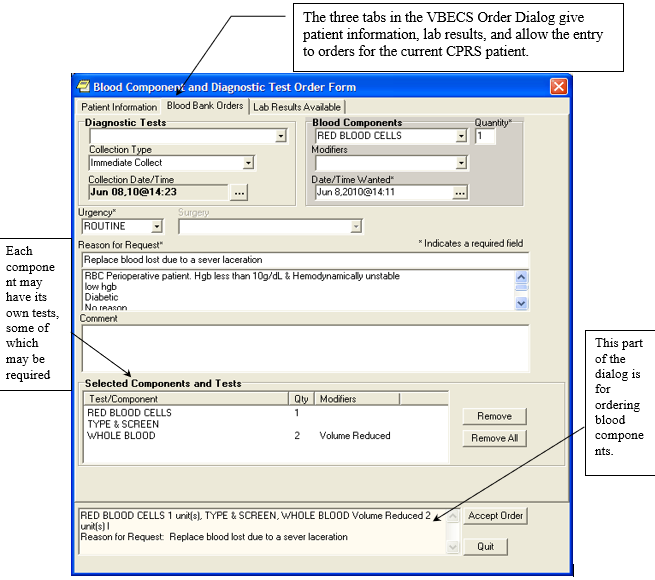 The three tabs in the VBECS Order Dialog give
patient information, lab results, and allow the entry
to orders for the current CPRS patient.
Blood Component and Diagnostic Test Order Form
Patient Information Blood Bank Orders Lab Results Available
Diagnostic Tests
Blood Components Quantity*
RED BLOOD CELLS 1
Collection Type
Modifiers
Immediate Collect
Collection Date/Time
Date/Time Wanted*
Jun 08,10@14:23 ...
Jun 8,2010@14:11 ...
Urgency* Surgery
ROUTINE
Reason for Request* * Indicates a required field
Replace blood lost due to a sever laceration
RBC Perioperative patient. Hgb less than 10g/dL & Hemodynamically unstable
low hgb
Diabetic
No reason
Comment
Each
compone
nt may
have its
own tests,
some of
which
may be
required
Selected Components and Tests
Test/Component Qty Modifiers
RED BLOOD CELLS 1
TYPE & SCREEN
WHOLE BLOOD 2 Volume Reduced
Remove
Remove All
This part
of the
dialog is
for
ordering
blood
compone
nts.
RED BLOOD CELLS 1 unit(s), TYPE & SCREEN, WHOLE BLOOD Volume Reduced 2
unit(s) I
Reason for Request: Replace blood lost due to a sever laceration
Accept Order
Quit